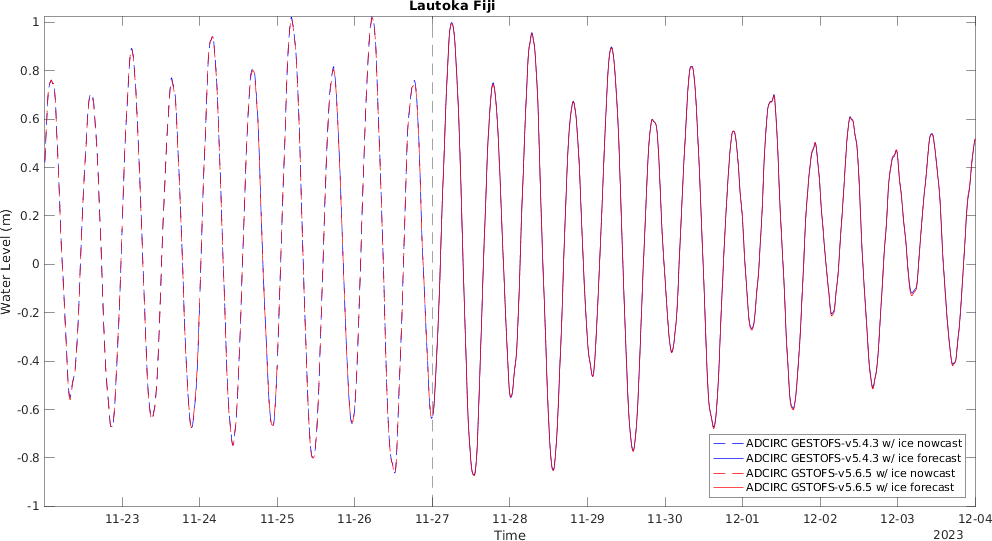 Lautoka Fiji
1
0.8
0.6
0.4
0.2
0
-0.2
-0.4
-0.6
-0.8
-1
Water Level (m)
ADCIRC GESTOFS-v5.4.3 w/ ice nowcast
ADCIRC GESTOFS-v5.4.3 w/ ice forecast
ADCIRC GSTOFS-v5.6.5 w/ ice nowcast
ADCIRC GSTOFS-v5.6.5 w/ ice forecast
11-23 11-24 11-25 11-26 11-27 11-28 11-29 11-30 12-01 12-02 12-03 12-04
Time
2023